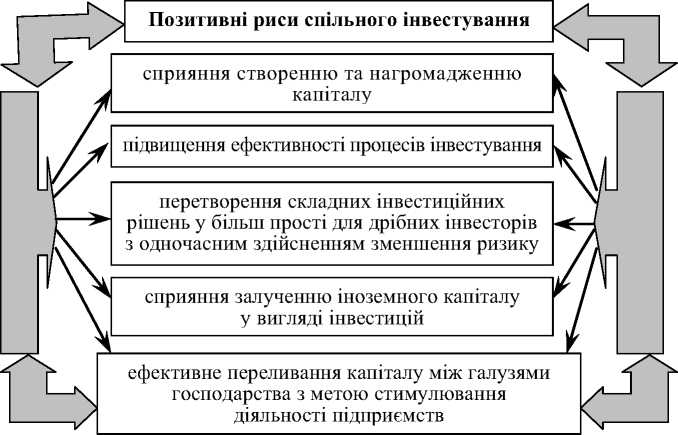 Позитивні риси спільного інвестування
сприяння створенню та нагромадженню
капіталу
підвищення ефективності процесів інвестування
перетворення складних інвестиційних
рішень у більш прості для дрібних інвесторів
з одночасним здійсненням зменшення ризику
сприяння залученню іноземного капіталу
у вигляді інвестицій
ефективне переливання капіталу між галузями
господарства з метою стимулювання
діяльності підприємств